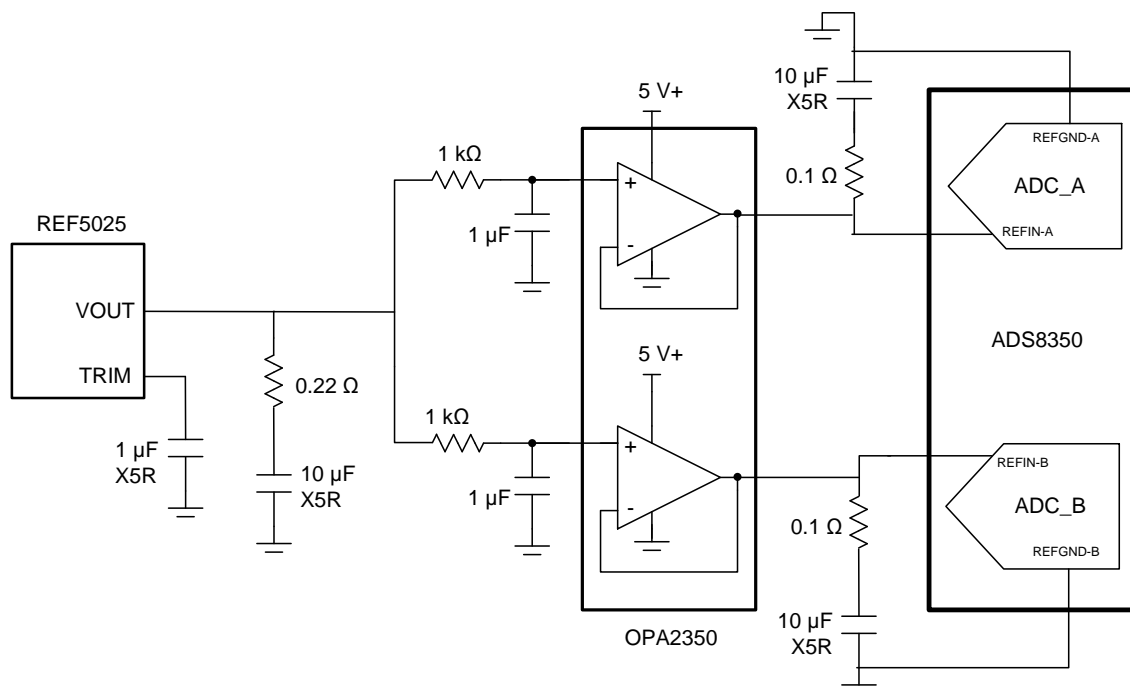 10 µF
X5R
5 V+
REFGND-A
1 kΩ
ADC_A
+
0.1 Ω
REF5025
1 µF
REFIN-A
-
VOUT
ADS8350
5 V+
TRIM
0.22 Ω
1 kΩ
+
1 µF
X5R
REFIN-B
10 µF
X5R
1 µF
ADC_B
-
0.1 Ω
REFGND-B
10 µF
X5R
OPA2350